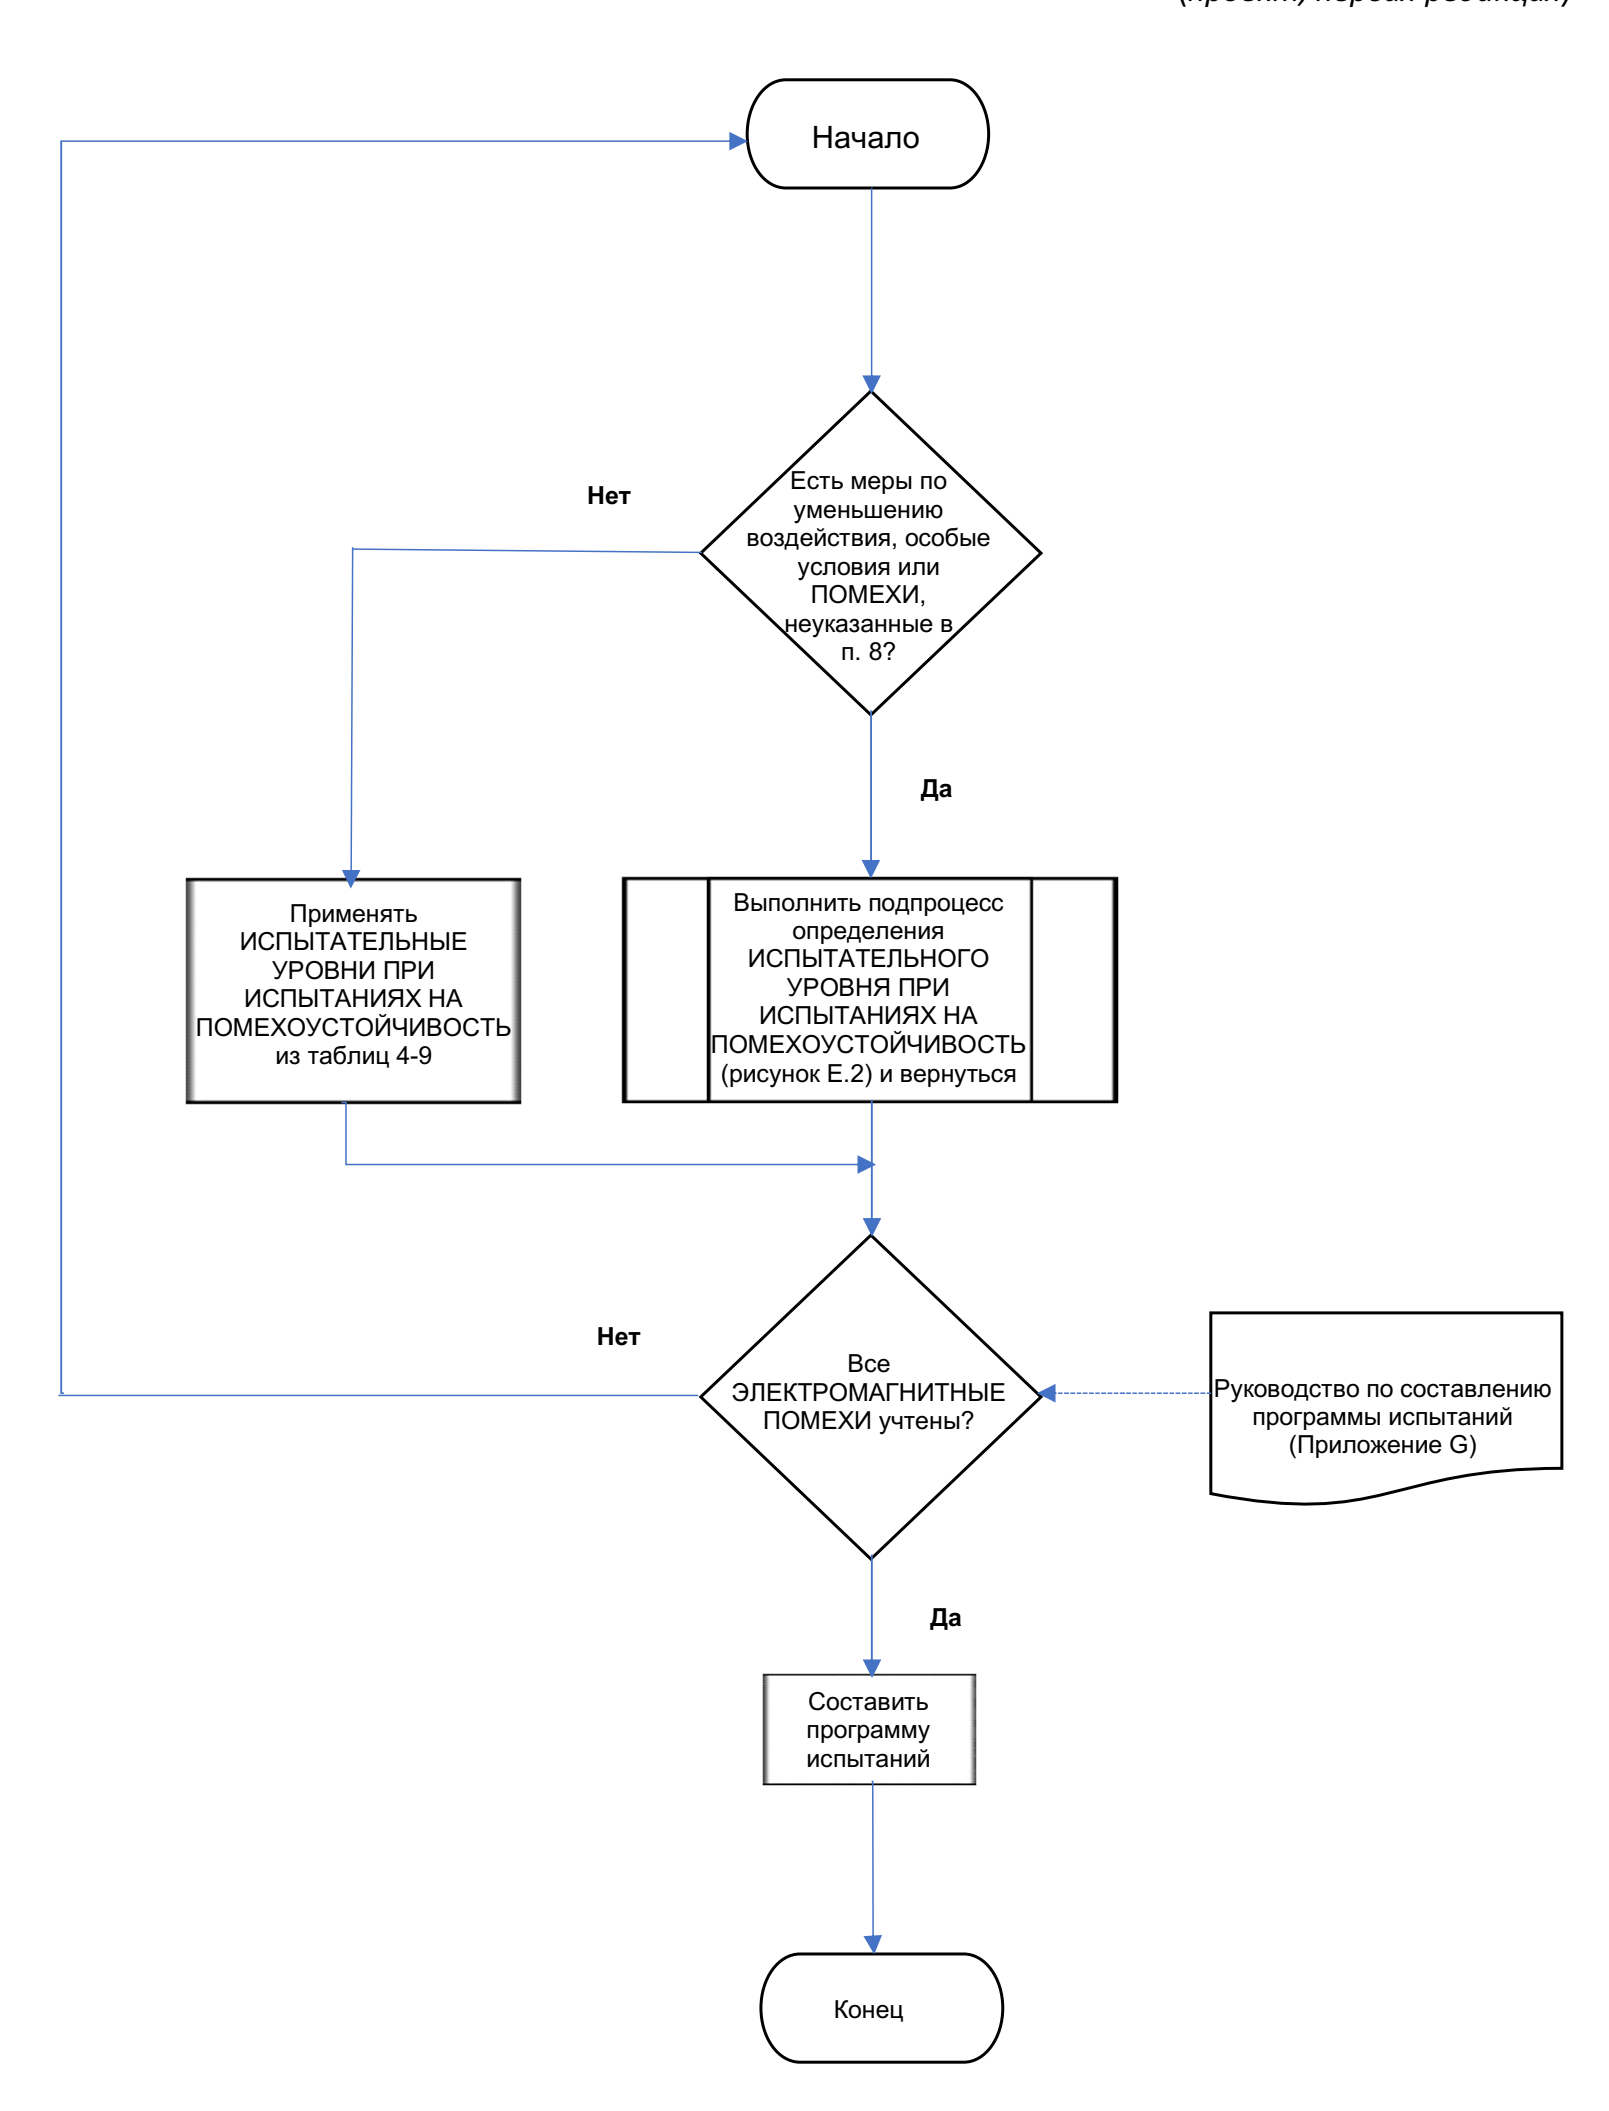 Начало
Нет
Есть меры по
уменьшению
воздействия, особые
условия или
ПОМЕХИ,
неуказанные в
п. 8?
Да
Применять
ИСПЫТАТЕЛЬНЫЕ
УРОВНИ ПРИ
ИСПЫТАНИЯХ НА
ПОМЕХОУСТОЙЧИВОСТЬ
из таблиц 4-9
Выполнить подпроцесс
определения
ИСПЫТАТЕЛЬНОГО
УРОВНЯ ПРИ
ИСПЫТАНИЯХ НА
ПОМЕХОУСТОЙЧИВОСТЬ
(рисунок Е.2) и вернуться
Нет
Все
ЭЛЕКТРОМАГНИТНЫЕ
ПОМЕХИ учтены?
Руководство по составлению
программы испытаний
(Приложение G)
Да
Составить
программу
испытаний
Конец